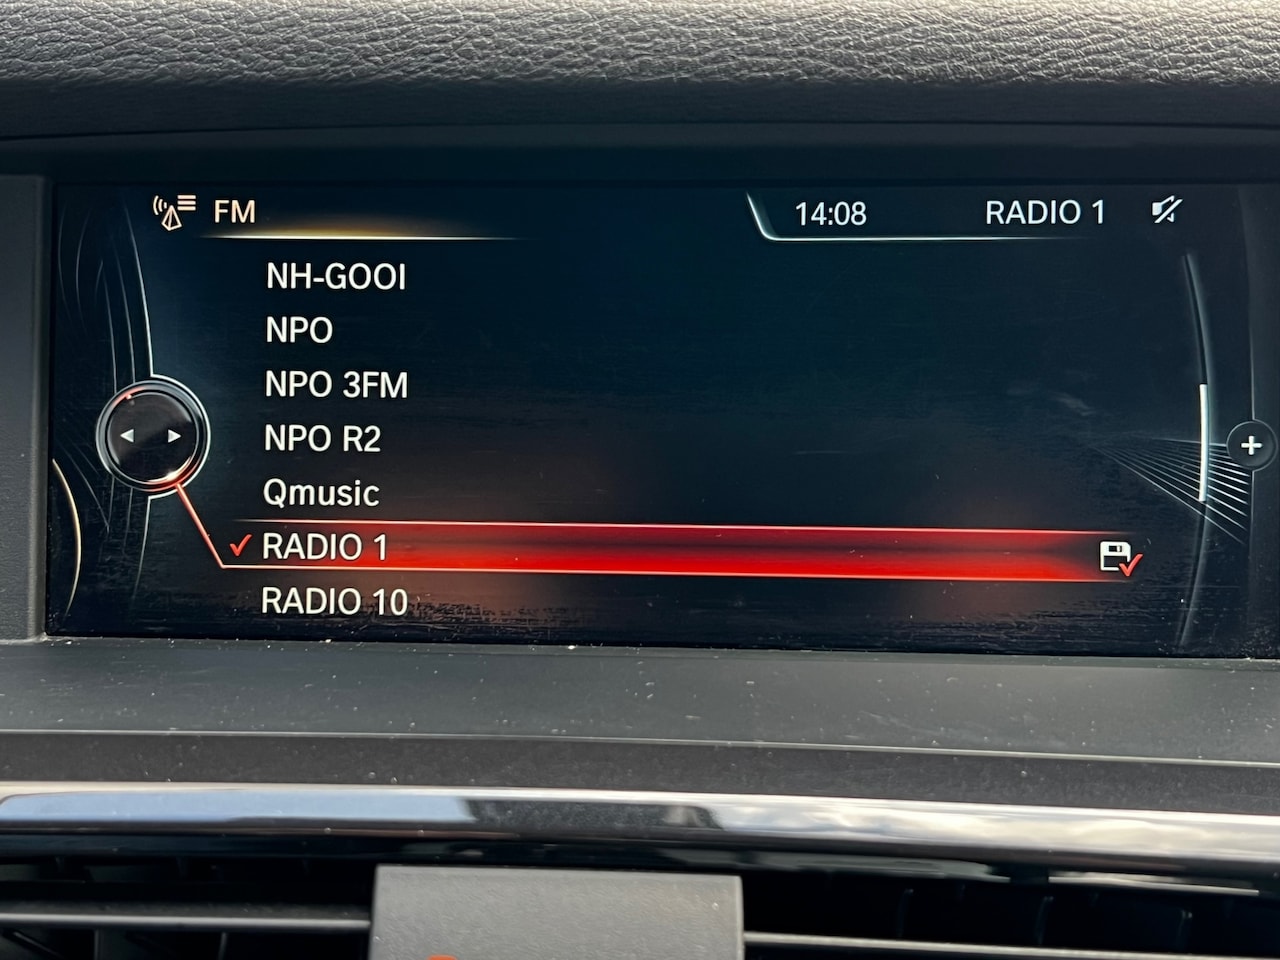 FM
14:08 RADIO 1
NH-GOOI
NPO
NPO 3FM
NPO R2
Qmusic
RADIO 1
RADIO 10